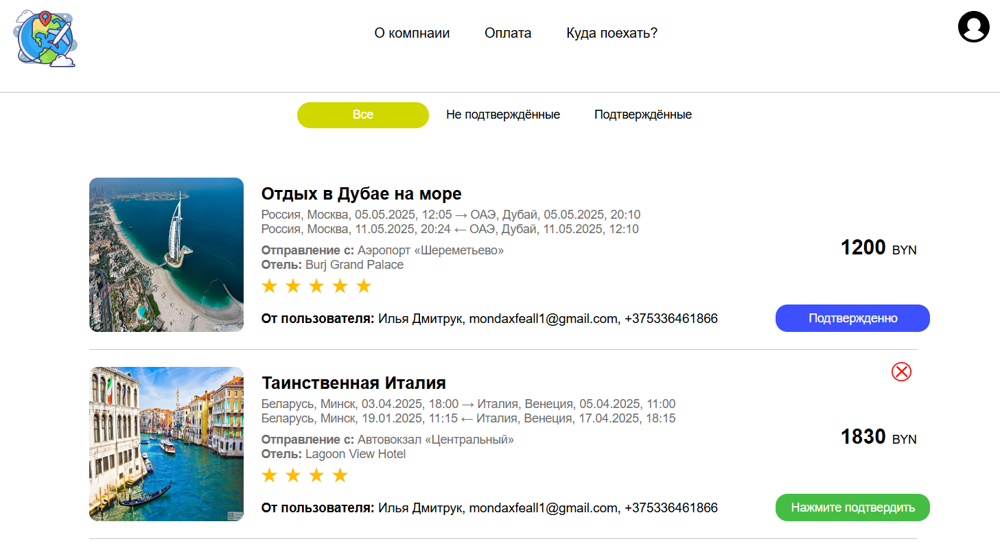 О компнаии
Оплата
Куда поехать?
Все
Не подтверждённые
Подтверждённые
Отдых в Дубае на море
Россия, Москва, 05.05.2025, 12:05 → ОАЭ, Дубай, 05.05.2025, 20:10
Россия, Москва, 11.05.2025, 20:24 ← ОАЭ, Дубай, 11.05.2025, 12:10
Отправление с: Аэропорт «Шереметьево»
Отель: Burj Grand Palace
1200 BYN
От пользователя: Илья Дмитрук, mondaxfeall1@gmail.com, +375336461866
Подтвержденно
Таинственная Италия
Беларусь, Минск, 03.04.2025, 18:00 → Италия, Венеция, 05.04.2025, 11:00
Беларусь, Минск, 19.01.2025, 11:15 ← Италия, Венеция, 17.04.2025, 18:15
Отправление с: Автовокзал «Центральный»
Отель: Lagoon View Hotel
1830 BYN
От пользователя: Илья Дмитрук, mondaxfeall1@gmail.com, +375336461866
Нажмите подтвердить